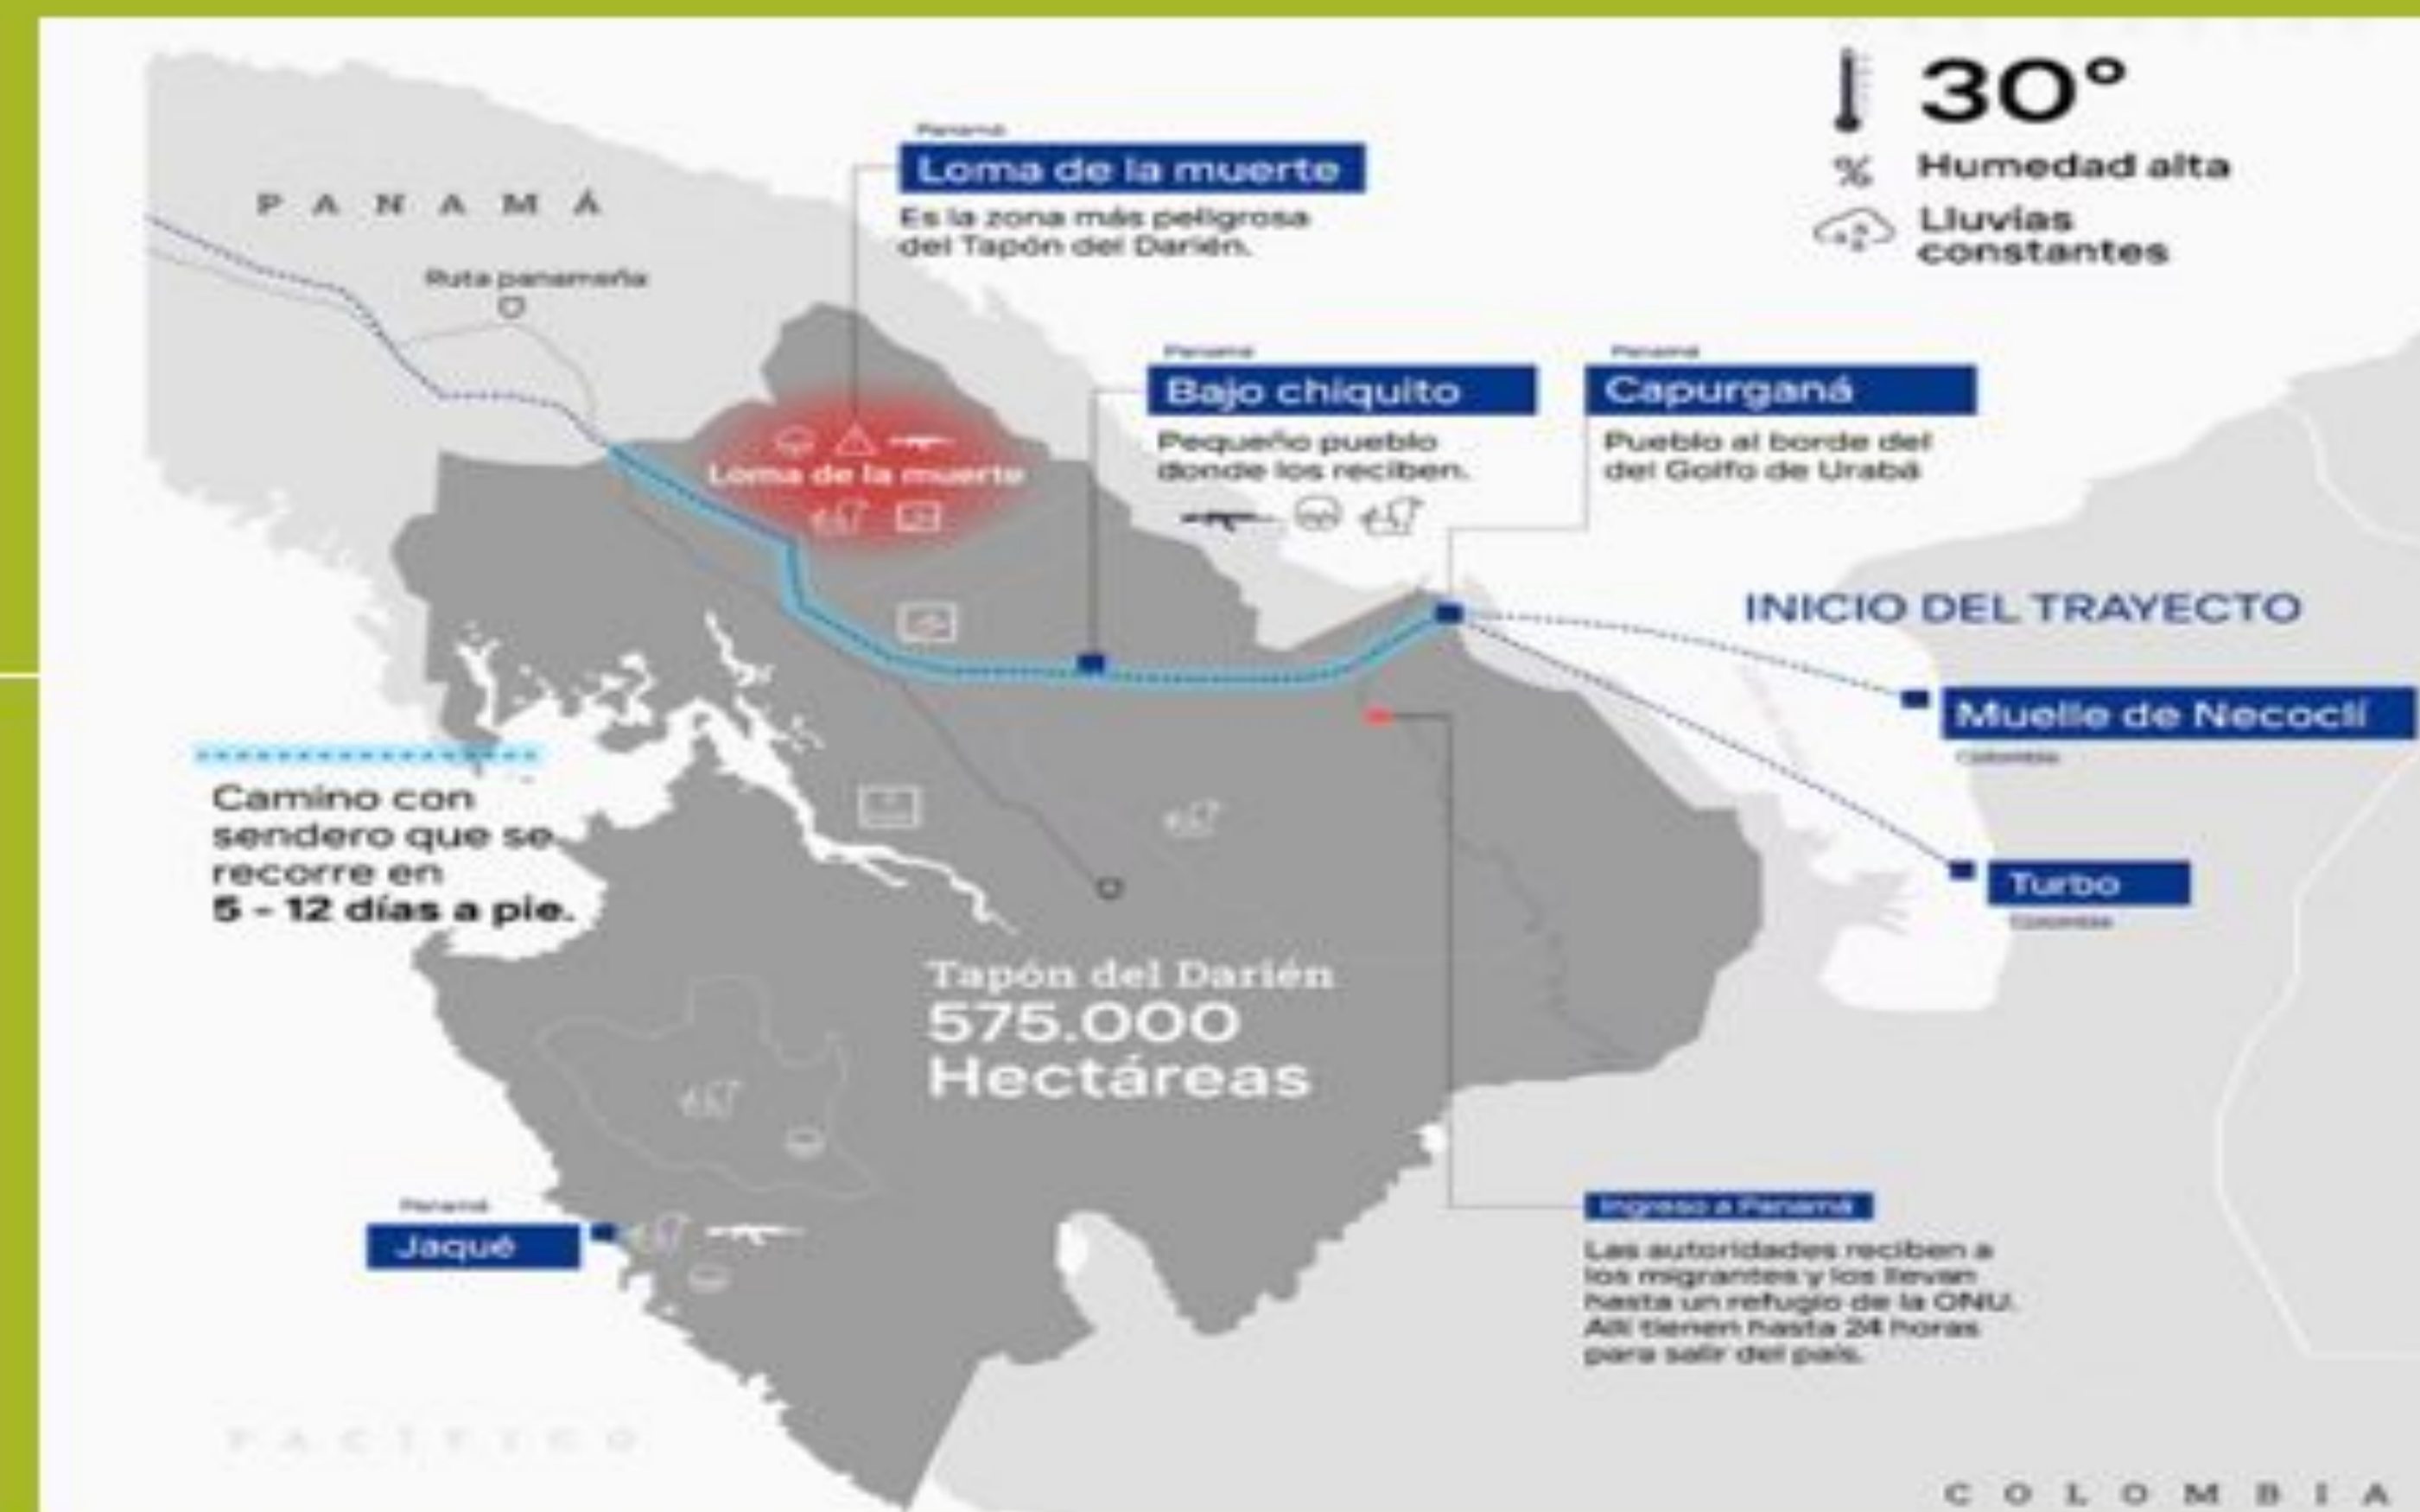 30°
%
Humedad alta
Lluvias
constantes
PANAMÁ
Ruta panameña
Panamá
Loma de la muerte
Es la zona más peligrosa
del Tapón del Darién.
Loma de la muerte
Panamá
Bajo chiquito
Pequeño pueblo
donde los reciben.
Panamá
Capurganá
Pueblo al borde del
del Golfo de Urabá
INICIO DEL TRAYECTO
Muelle de Necoclí
Colombia
Turbo
Colombia
Camino con
sendero que se
recorre en
5 - 12 días a pie.
Tapón del Darién
575.000
Hectáreas
Panamá
Jaqué
Ingreso a Panamá
Las autoridades reciben a
los migrantes y los llevan
hasta un refugio de la ONU.
Allí tienen hasta 24 horas
para salir del país.
PACÍFICO
COLOMBIA